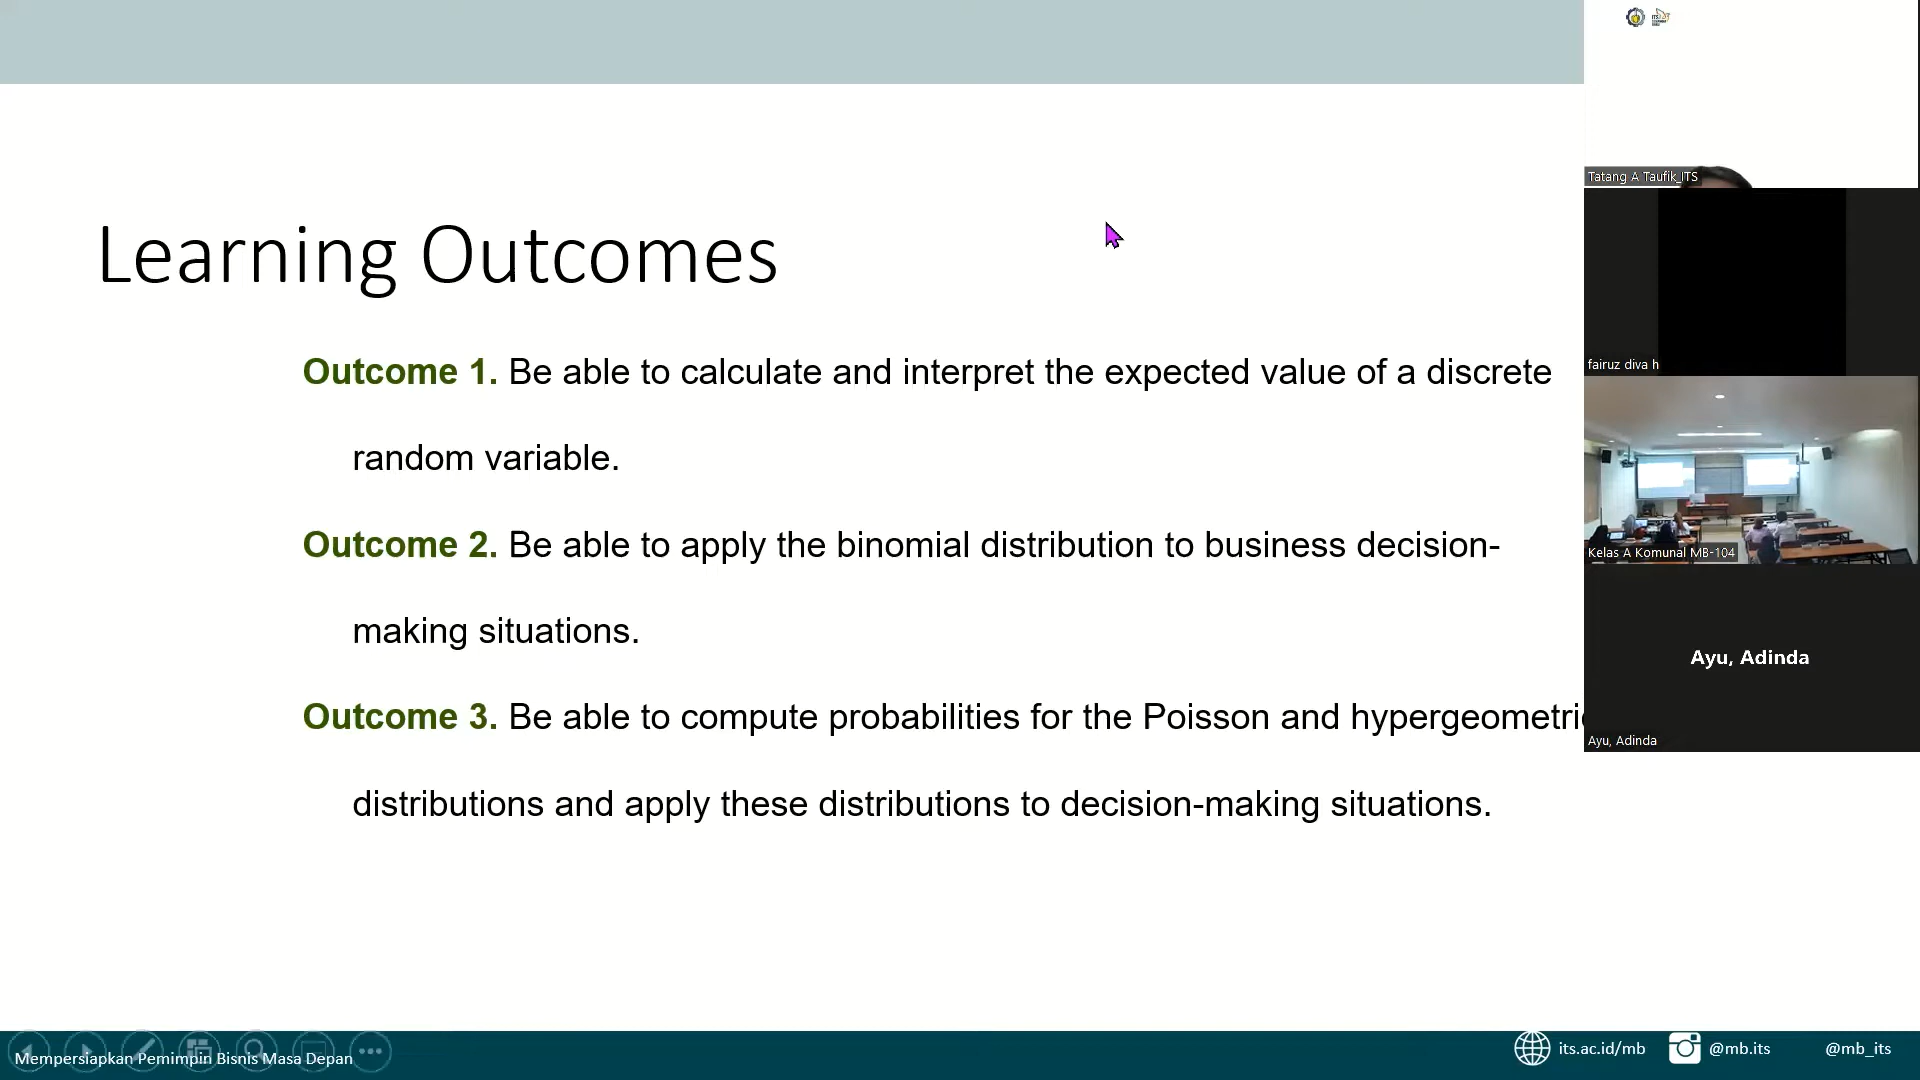 Learning Outcomes
Outcome 1. Be able to calculate and interpret the expected value of a discrete
random variable.
Outcome 2. Be able to apply the binomial distribution to business decision-
making situations.
Outcome 3. Be able to compute probabilities for the Poisson and hypergeometric
distributions and apply these distributions to decision-making situations.
Tatang A Taufik_ITS
fairuz diva h
Kelas A Komunal MB-104
Ayu, Adinda
Ayu, Adinda
Mempersiapkan Pemimpin Bisnis Masa Depan
its.ac.id/mb
@mb.its
@mb_its